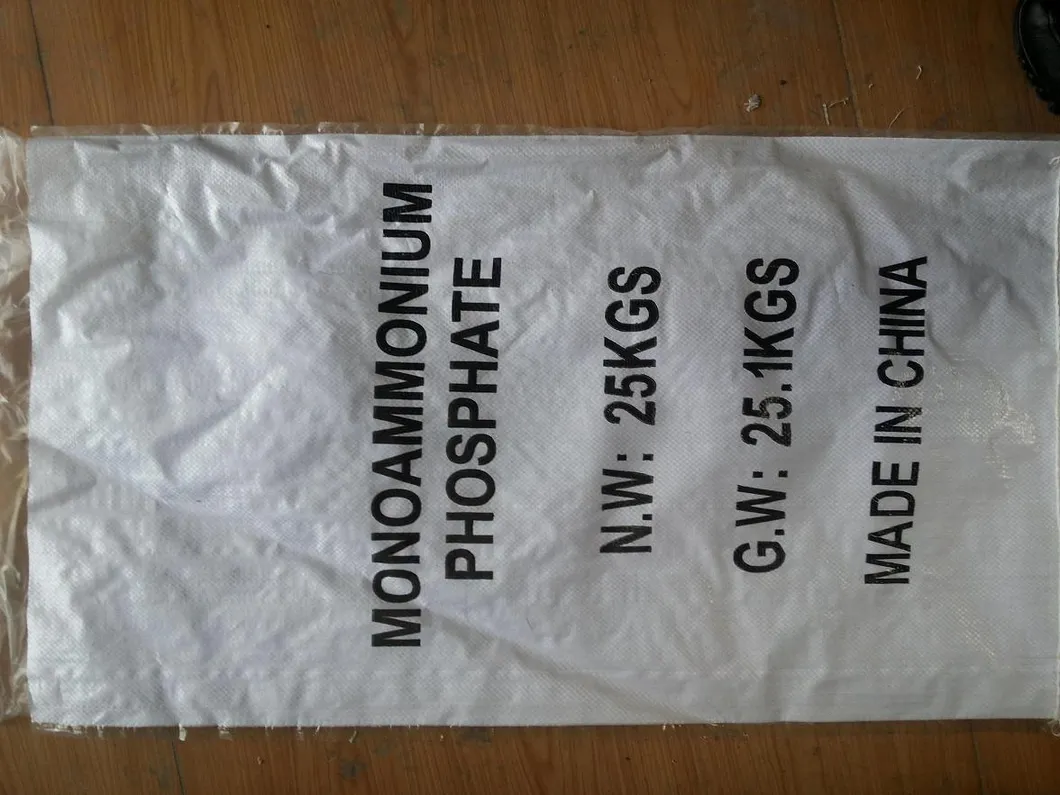 MONOAMMONIUM
PHOSPHATE
N.W: 25KGS
G.W: 25.1KGS
MADE IN CHINA